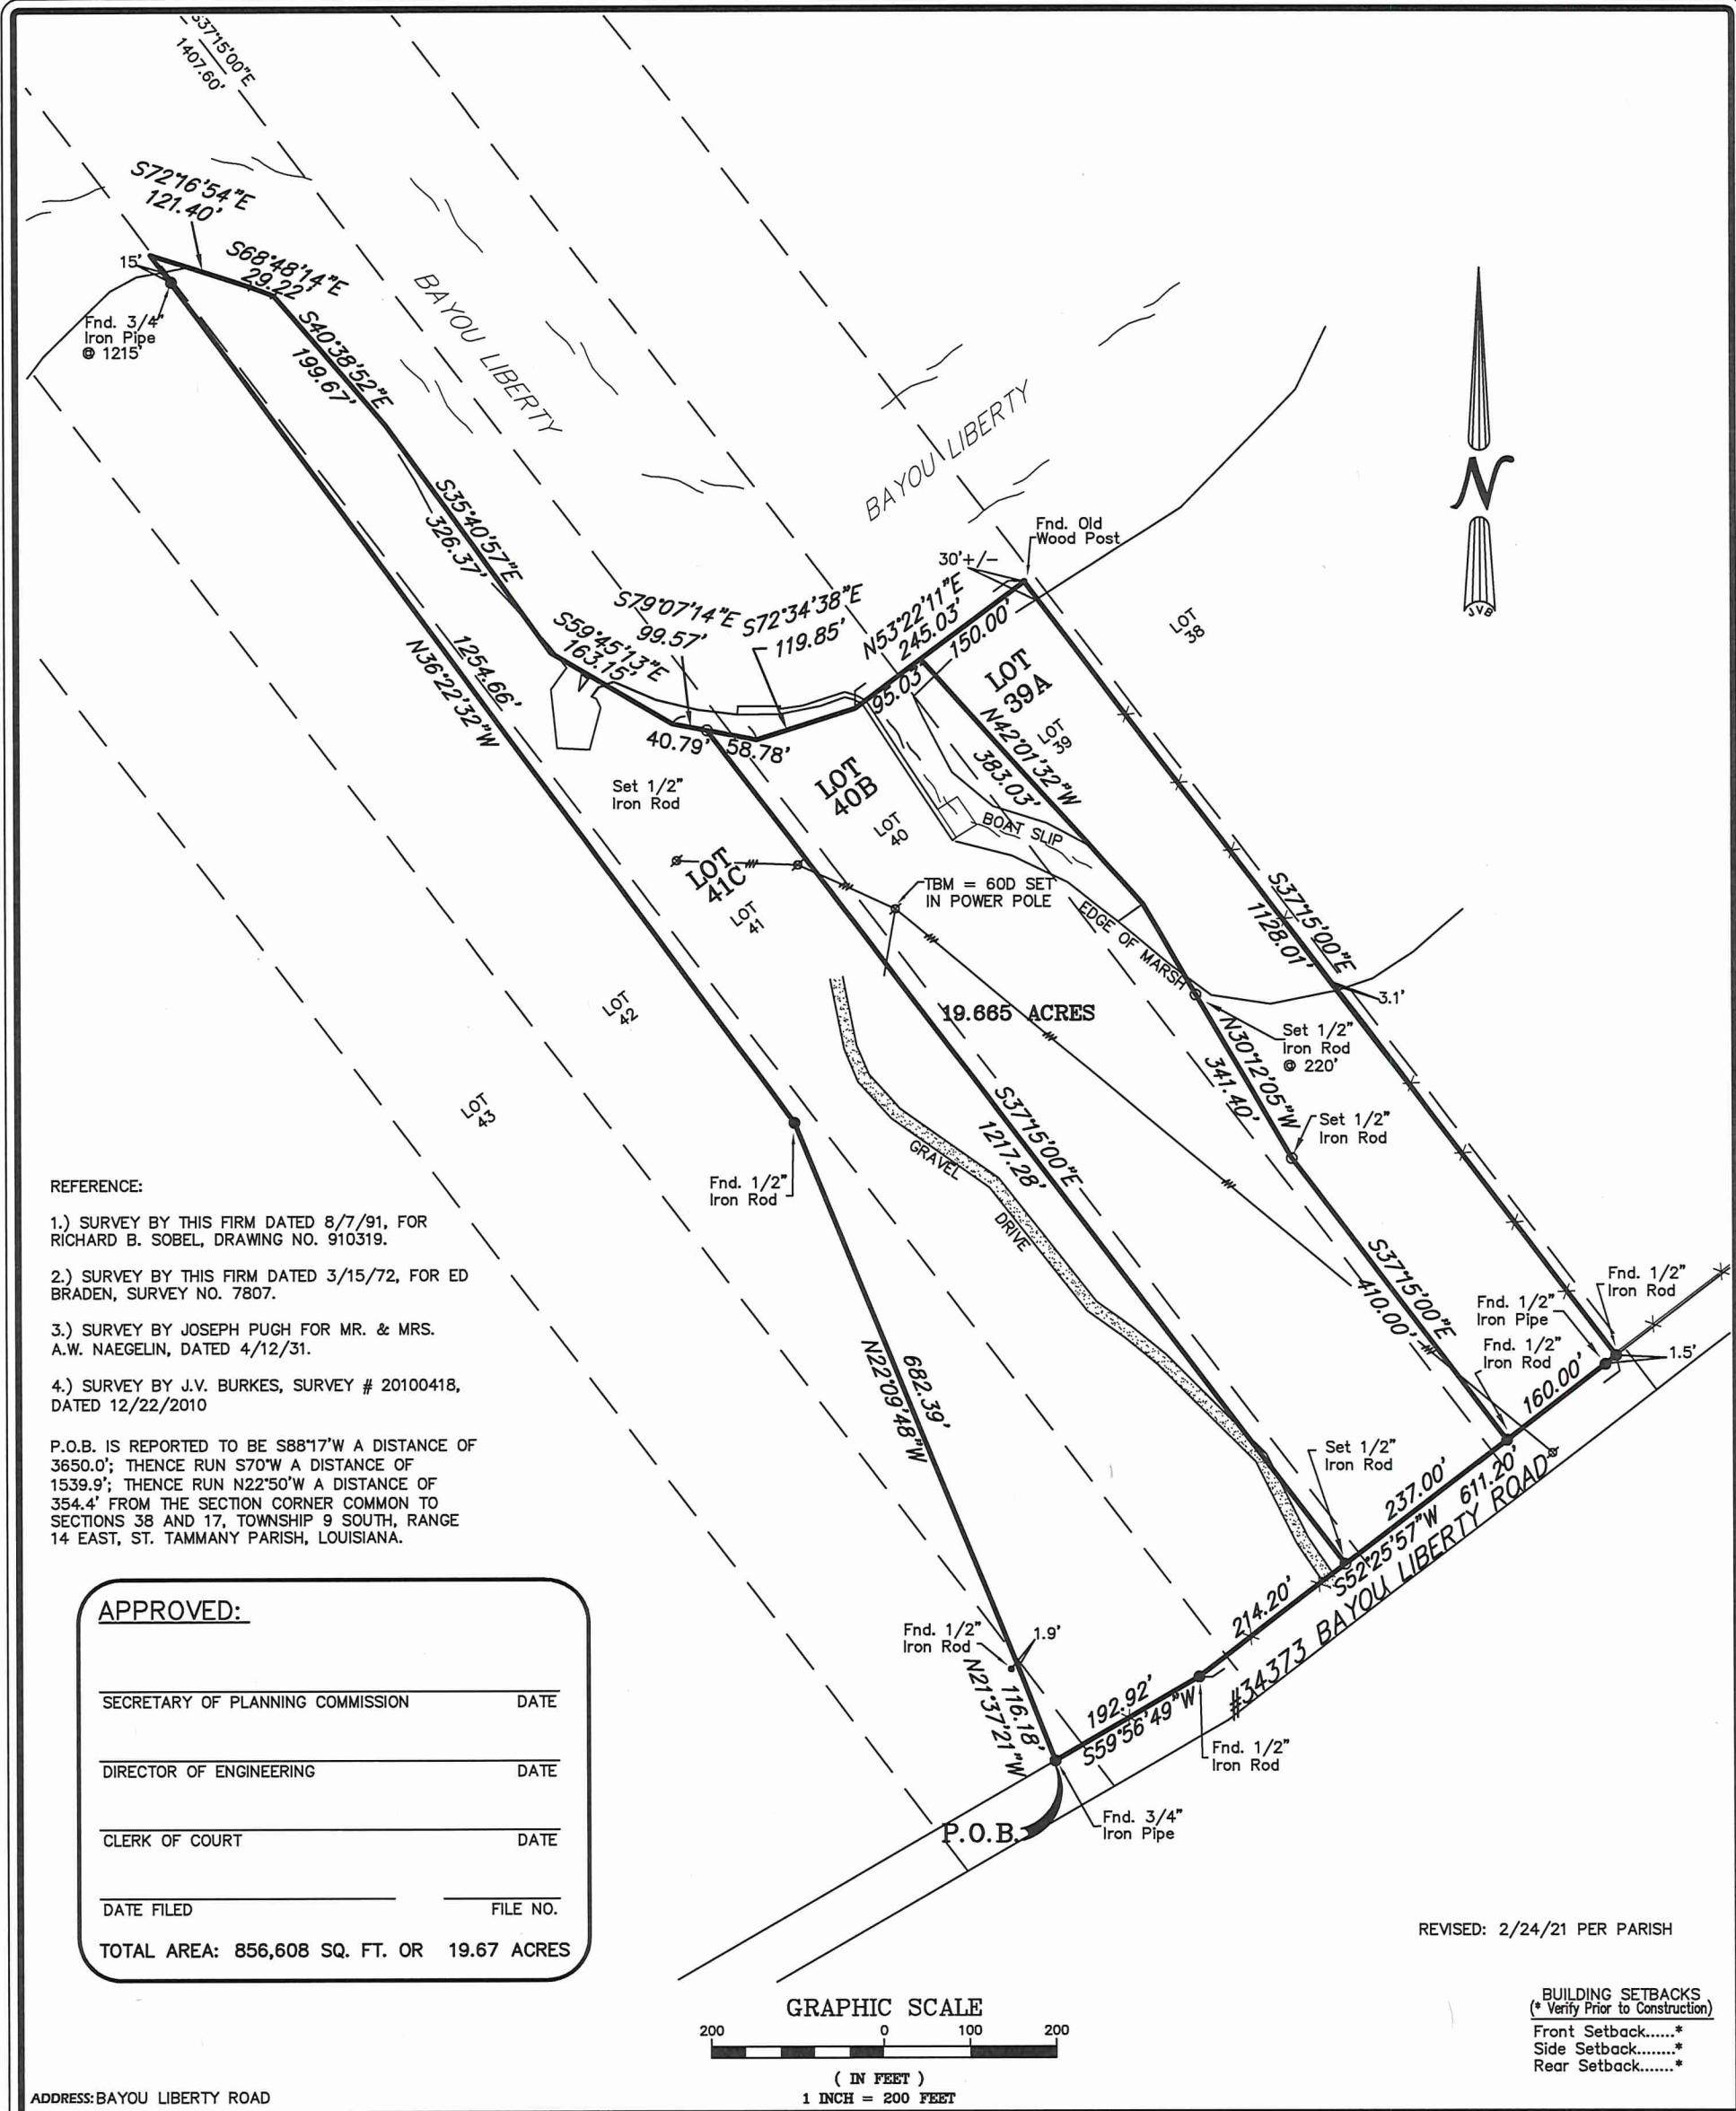 S37°15'00"E
1407.60'
S72°16'54"E
121.40'
15'
S68°48'14"E
29.22'
Fnd. 3/4"
Iron Pipe
@ 1215'
S40°38'52"E
199.67'
BAYOU LIBERTY
BAYOU LIBERTY
N
JVB
S35°40'57"E
326.37'
Fnd. Old
Wood Post
30'+/-
S79°07'14"E
99.57'
S72°34'38"E
119.85'
N53°22'11"E
245.03'
150.00'
95.03'
S59°45'13"E
163.15'
LOT
38
LOT
39A
LOT
39
1254.66'
N36°22'32"W
40.79'
58.78'
N42°01'32"W
383.03'
Set 1/2"
Iron Rod
LOT
40B
LOT
40
BOAT SLIP
LOT
41C
LOT
41
TBM = 60D SET
IN POWER POLE
EDGE OF MARSH
S37°15'00"E
1128.01'
3.1'
LOT
42
19.665 ACRES
Set 1/2"
Iron Rod
@ 220'
N30°12'05"W
341.40'
LOT
43
S37°15'00"E
1217.28'
Set 1/2"
Iron Rod
GRAVEL
DRIVE
Fnd. 1/2"
Iron Rod
REFERENCE:
1.) SURVEY BY THIS FIRM DATED 8/7/91, FOR
RICHARD B. SOBEL, DRAWING NO. 910319.
2.) SURVEY BY THIS FIRM DATED 3/15/72, FOR ED
BRADEN, SURVEY NO. 7807.
3.) SURVEY BY JOSEPH PUGH FOR MR. & MRS.
A.W. NAEGELIN, DATED 4/12/31.
4.) SURVEY BY J.V. BURKES, SURVEY # 20100418,
DATED 12/22/2010
P.O.B. IS REPORTED TO BE S88°17'W A DISTANCE OF
3650.0'; THENCE RUN S70°W A DISTANCE OF
1539.9'; THENCE RUN N22°50'W A DISTANCE OF
354.4' FROM THE SECTION CORNER COMMON TO
SECTIONS 38 AND 17, TOWNSHIP 9 SOUTH, RANGE
14 EAST, ST. TAMMANY PARISH, LOUISIANA.
S37°15'00"E
410.00'
Fnd. 1/2"
Iron Rod
Fnd. 1/2"
Iron Pipe
Fnd. 1/2"
Iron Rod
1.5'
160.00'
682.39'
N22°09'48"W
Set 1/2"
Iron Rod
237.00'
S52°25'57"W 611.20'
214.20'
#34373 BAYOU LIBERTY ROAD
Fnd. 1/2"
Iron Rod
1.9'
116.18'
N21°37'21"W
192.92'
S59°56'49"W
Fnd. 1/2"
Iron Rod
Fnd. 3/4"
Iron Pipe
P.O.B.
APPROVED:
SECRETARY OF PLANNING COMMISSION DATE
DIRECTOR OF ENGINEERING DATE
CLERK OF COURT DATE
DATE FILED FILE NO.
TOTAL AREA: 856,608 SQ. FT. OR 19.67 ACRES
REVISED: 2/24/21 PER PARISH
GRAPHIC SCALE
200 0 100 200
( IN FEET )
1 INCH = 200 FEET
BUILDING SETBACKS
(* Verify Prior to Construction)
Front Setback......*
Side Setback........*
Rear Setback.......*
ADDRESS: BAYOU LIBERTY ROAD